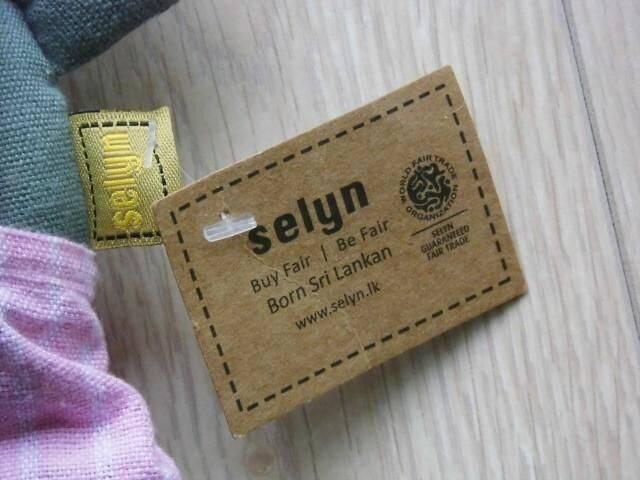 selyn
selyn
Buy Fair | Be Fair
Born Sri Lankan
www.selyn.lk
WORLD FAIR TRADE
ORGANIZATION
SELYN
GUARANTEED
FAIR TRADE